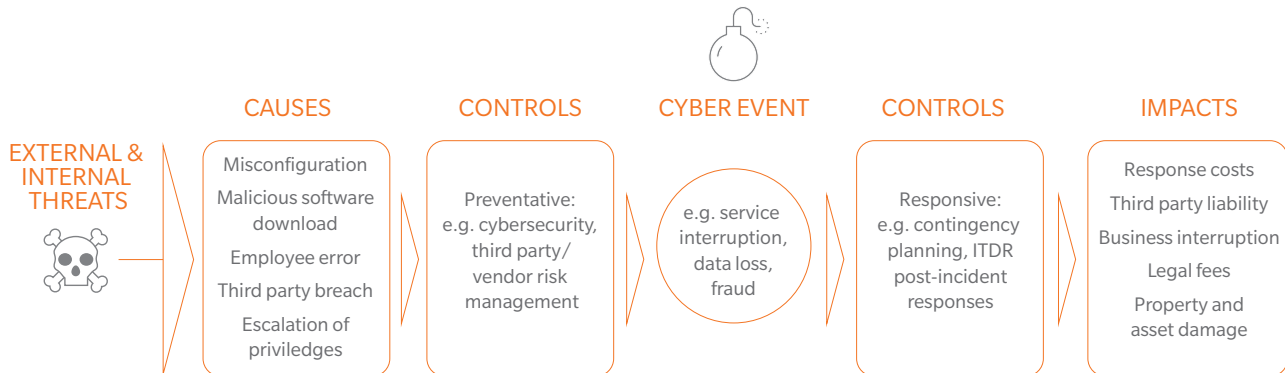 EXTERNAL &
INTERNAL
THREATS
CAUSES
Misconfiguration
Malicious software
download
Employee error
Third party breach
Escalation of
priviledges
CONTROLS
Preventative:
e.g. cybersecurity,
third party/
vendor risk
management
CYBER EVENT
e.g. service
interruption,
data loss,
fraud
CONTROLS
Responsive:
e.g. contingency
planning, ITDR
post-incident
responses
IMPACTS
Response costs
Third party liability
Business interruption
Legal fees
Property and
asset damage